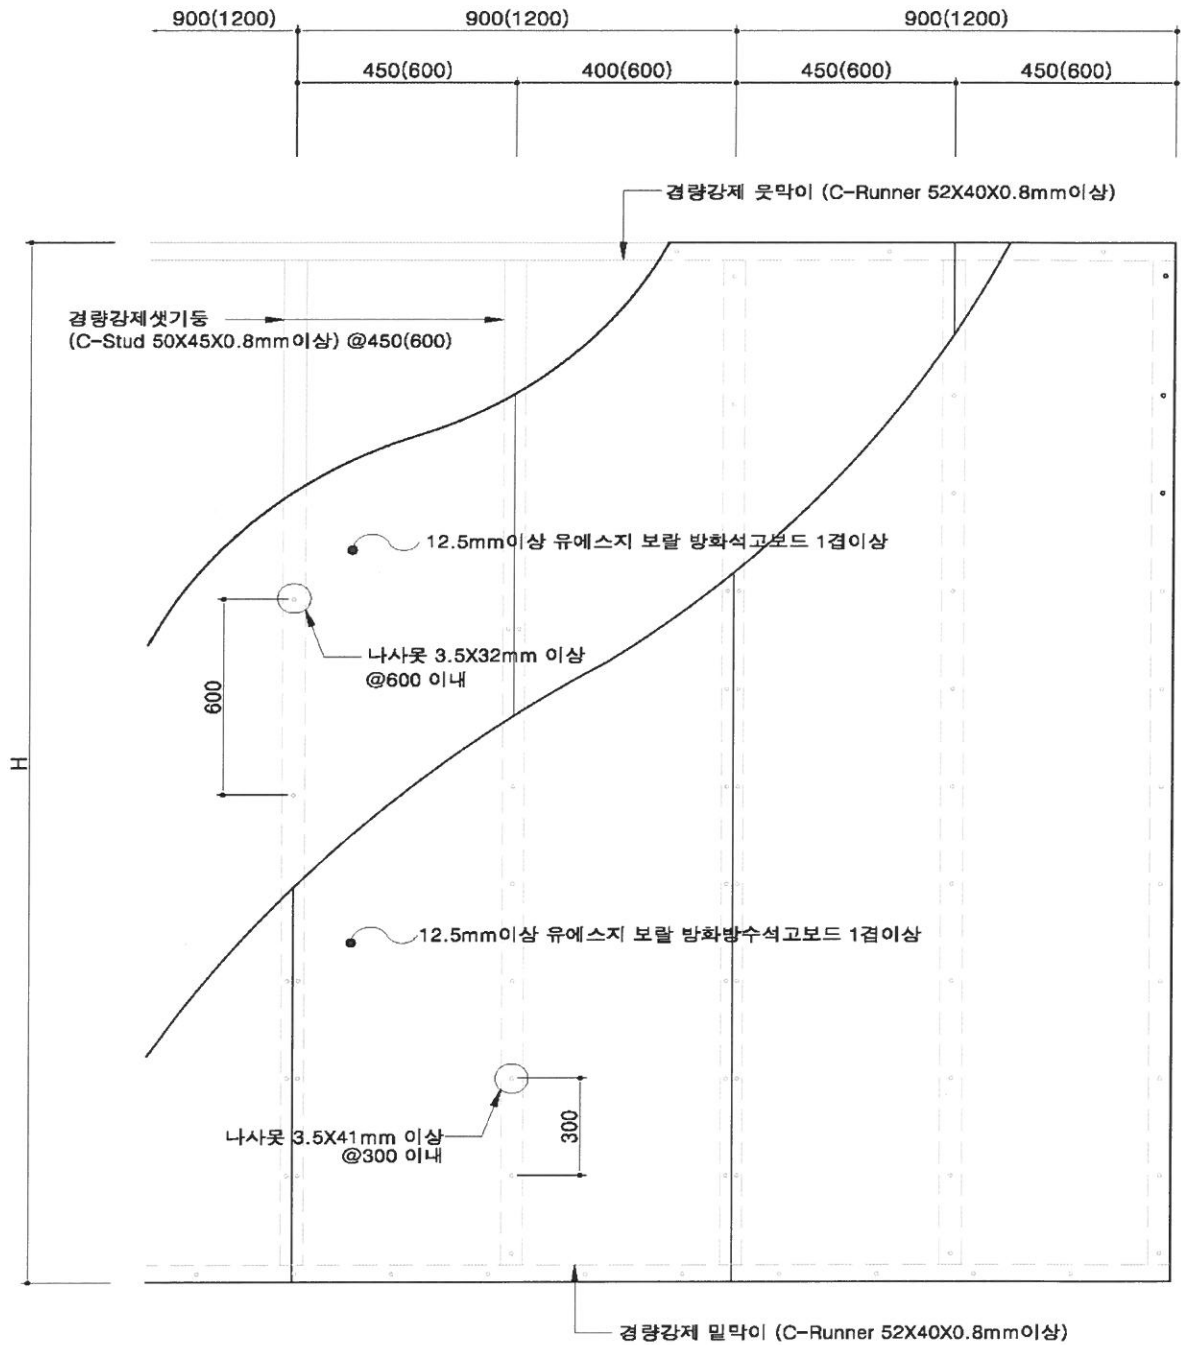 900(1200)
900(1200)
900(1200)
450(600)
400(600)
450(600)
450(600)
경량강제 웃막이 (C-Runner 52X40X0.8mm이상)
경량강제샛기둥
(C-Stud 50X45X0.8mm이상) @450(600)
12.5mm이상 유에스지 보랄 방화석고보드 1겹이상
나사못 3.5X32mm 이상
@600 이내
600
H
12.5mm이상 유에스지 보랄 방화방수석고보드 1겹이상
나사못 3.5X41mm 이상
@300 이내
300
경량강제 밑막이 (C-Runner 52X40X0.8mm이상)